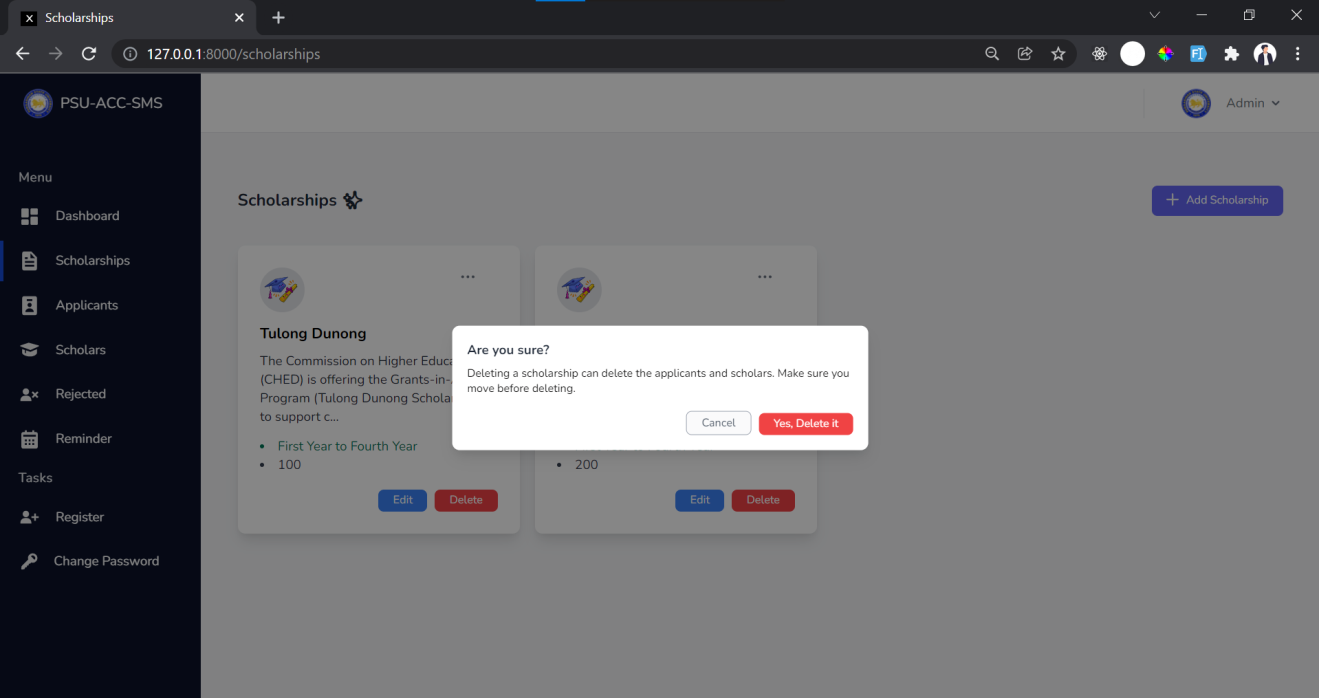 Scholarships
127.0.0.1:8000/scholarships
PSU-ACC-SMS
Admin
Menu
Dashboard
Scholarships
Applicants
Scholars
Rejected
Reminder
Tasks
Register
Change Password
Scholarships
Add Scholarship
Tulong Dunong
The Commission on Higher Educa
(CHED) is offering the Grants-in-
Program (Tulong Dunong Schola
to support c...
First Year to Fourth Year
100
Edit
Delete
200
Edit
Delete
Are you sure?
Deleting a scholarship can delete the applicants and scholars. Make sure you
move before deleting.
Cancel
Yes, Delete it